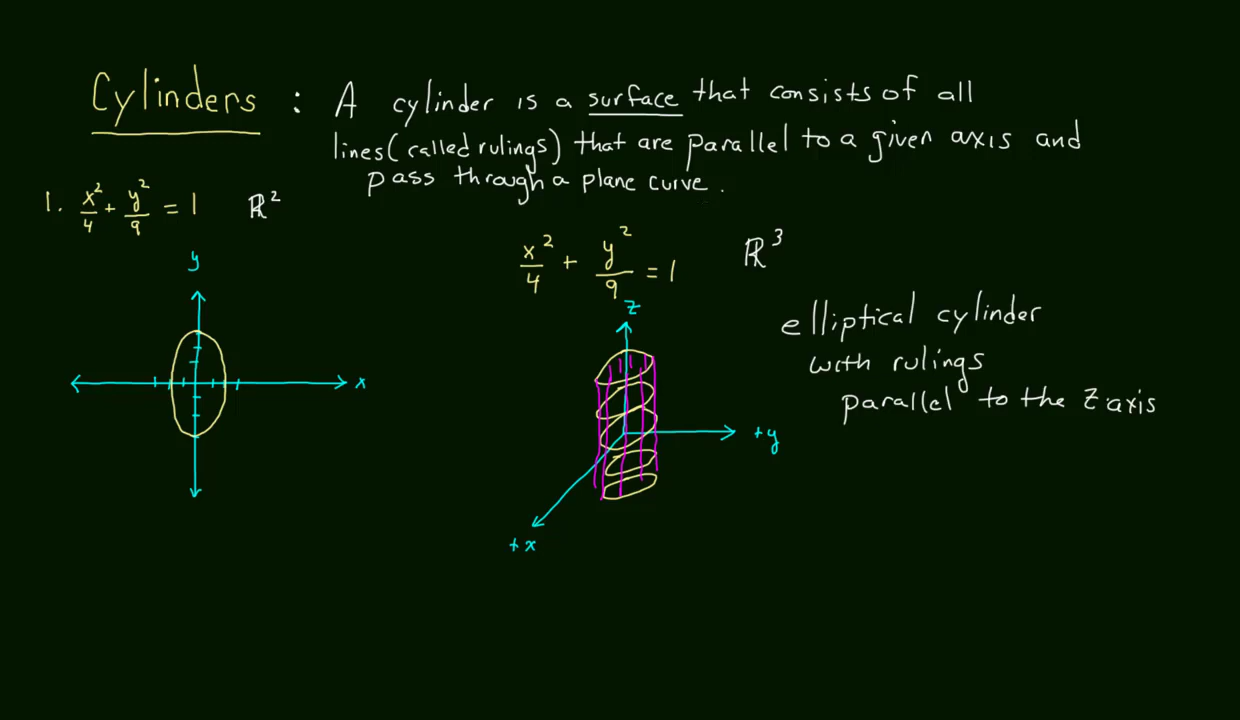 Cylinders : A cylinder is a surface that consists of all
lines (called rulings) that are parallel to a given axis and
pass through a plane curve.
1. x²/4 + y²/9 = 1 ℝ²
x²/4 + y²/9 = 1 ℝ³
y
x
z
+y
+x
elliptical cylinder
with rulings
parallel to the z axis